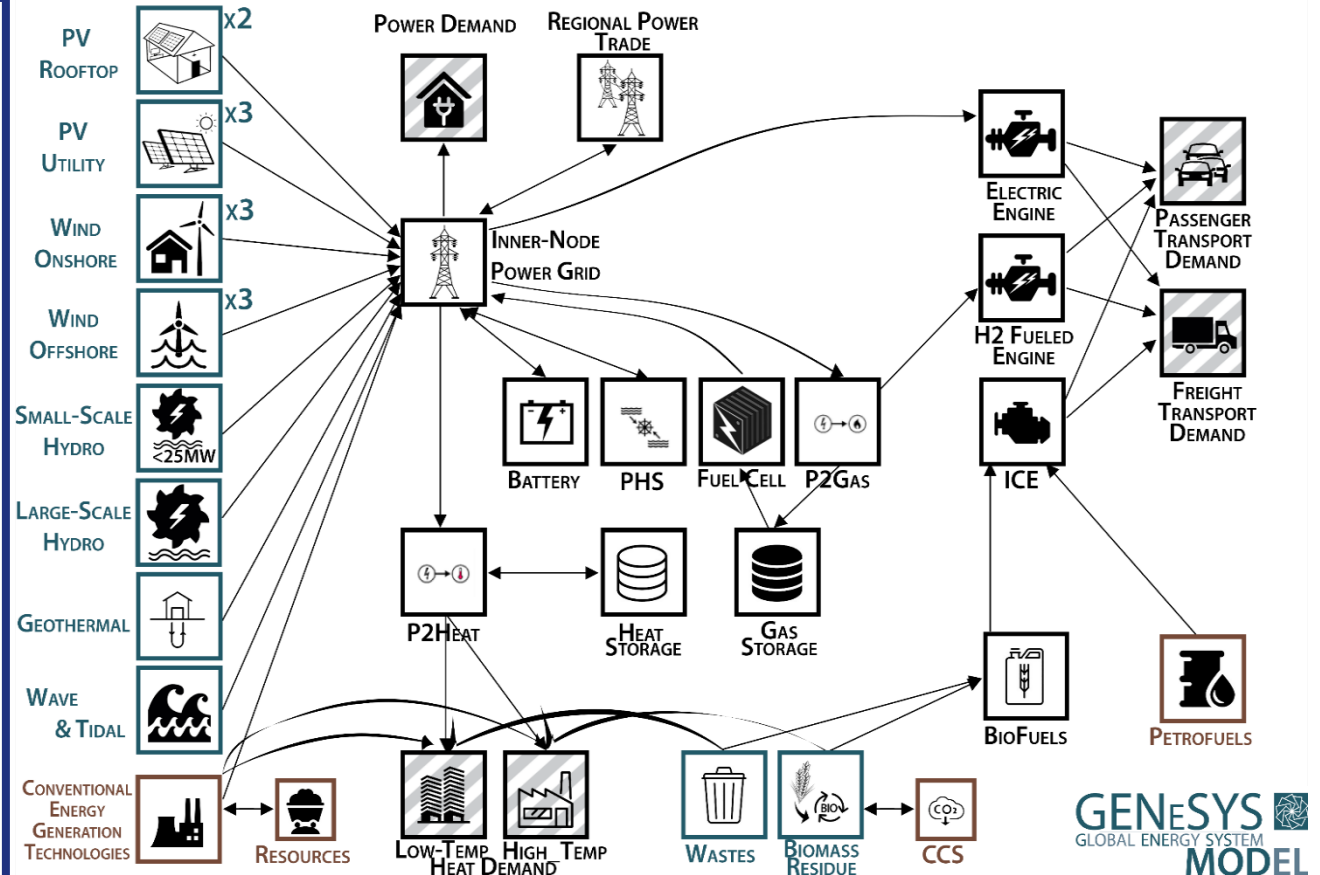 PV
ROOFTOP
X2
PV
UTILITY
X3
WIND
ONSHORE
X3
WIND
OFFSHORE
X3
SMALL-SCALE
HYDRO
<25MW
LARGE-SCALE
HYDRO
GEOTHERMAL
WAVE
& TIDAL
CONVENTIONAL
ENERGY
GENERATION
TECHNOLOGIES
RESOURCES
POWER DEMAND
REGIONAL POWER
TRADE
INNER-NODE
POWER GRID
BATTERY
PHS
FUEL CELL
P2GAS
P2HEAT
HEAT
STORAGE
GAS
STORAGE
LOW-TEMP HIGH_TEMP
HEAT DEMAND
WASTES
BIO
BIOMASS
RESIDUE
CO2
CCS
ELECTRIC
ENGINE
H2 FUELED
ENGINE
ICE
PASSENGER
TRANSPORT
DEMAND
FREIGHT
TRANSPORT
DEMAND
BIOFUELS
PETROFUELS
GENESYS
GLOBAL ENERGY SYSTEM
MODEL